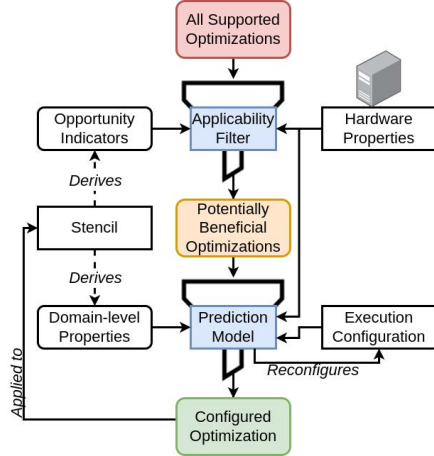 All Supported
Optimizations
Opportunity
Indicators
Applicability
Filter
Hardware
Properties
Derives
Stencil
Potentially
Beneficial
Optimizations
Derives
Domain-level
Properties
Prediction
Model
Execution
Configuration
Reconfigures
Applied to
Configured
Optimization